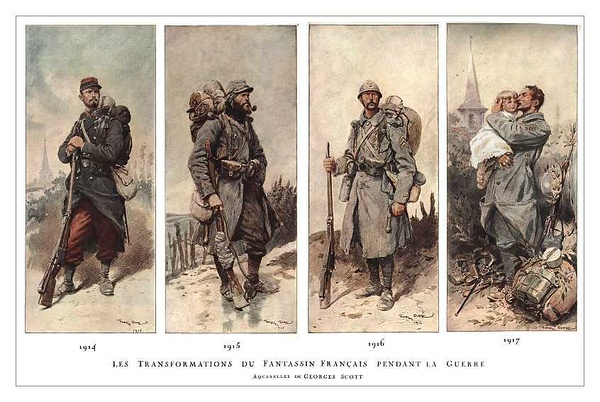 1914
1915
1916
1917
LES TRANSFORMATIONS DU FANTASSIN FRANÇAIS PENDANT LA GUERRE
AQUARELLES DE GEORGES SCOTT